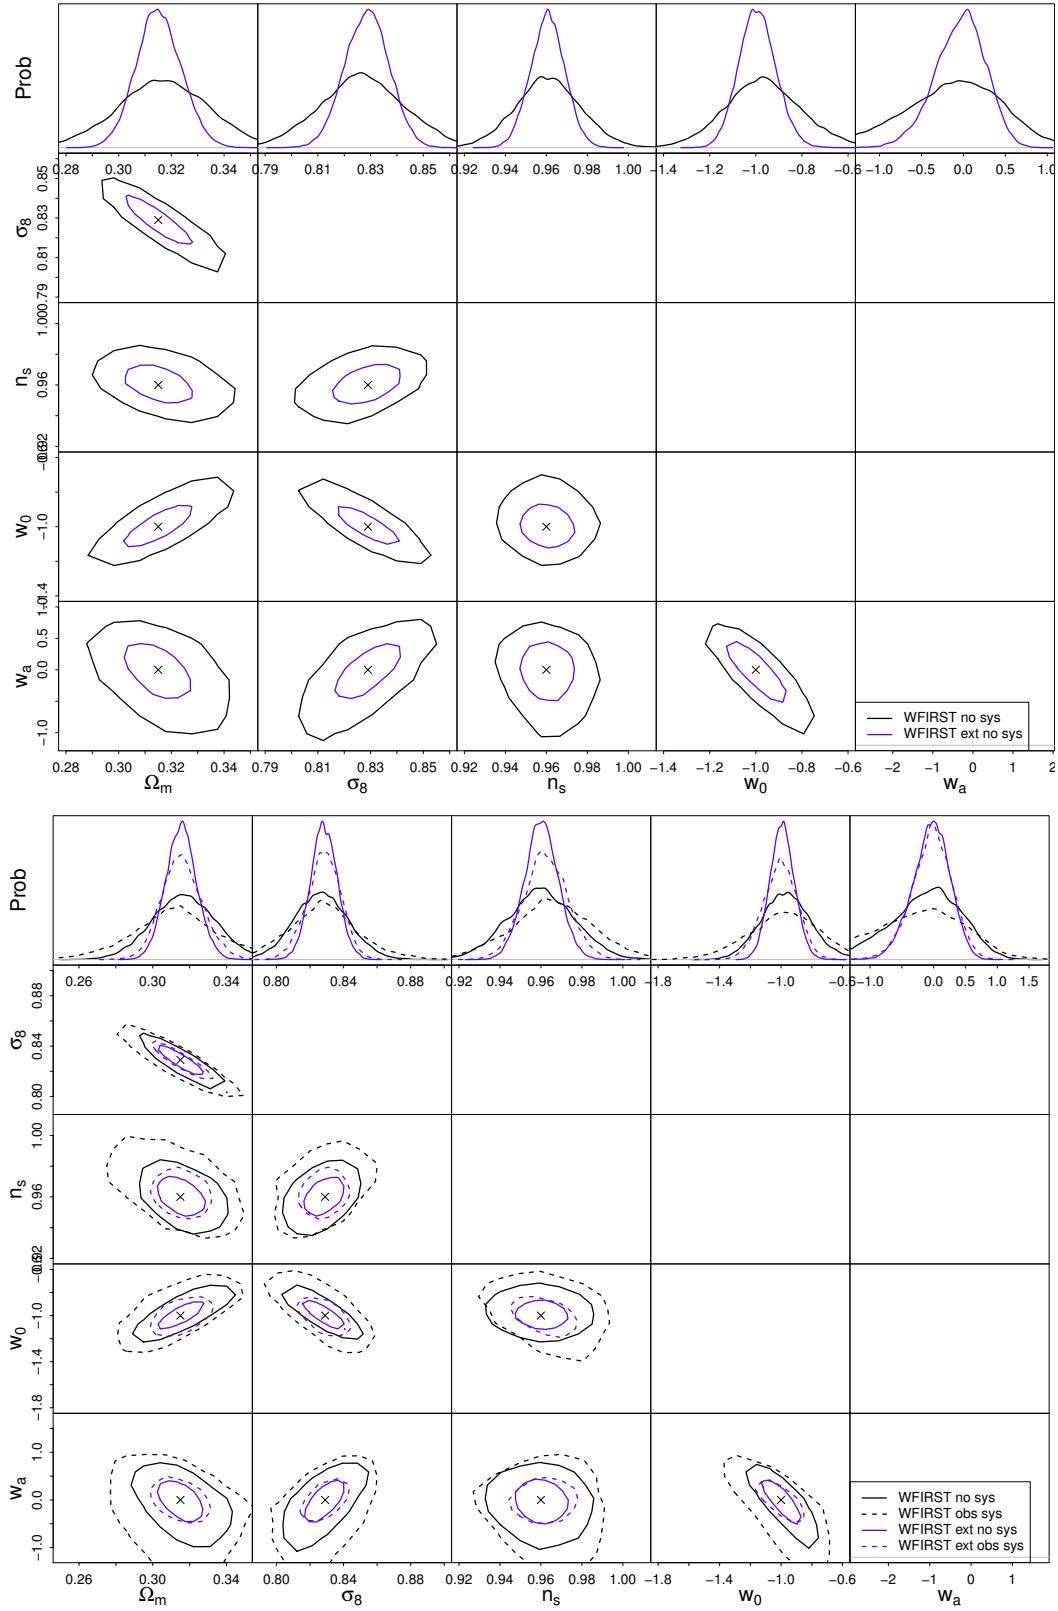 Prob
0.28 0.30 0.32 0.34 0.79 0.81 0.83 0.85 0.92 0.94 0.96 0.98 1.00 −1.4 −1.2 −1.0 −0.8 −0.6 −1.0 0.0 0.5 1.0
σ8 0.79 0.81 0.83 0.85
ns 0.92 0.96 1.00
w0 −1.4 −1.0 −0.6
wa −1.0 0.0 0.5 1.0
WFIRST no sys
WFIRST ext no sys
0.28 0.30 0.32 0.34 0.79 0.81 0.83 0.85 0.92 0.94 0.96 0.98 1.00 −1.4 −1.2 −1.0 −0.8 −0.6 −2 −1 0 1 2
Ωm σ8 ns w0 wa
Prob
0.26 0.30 0.34 0.80 0.84 0.88 0.92 0.94 0.96 0.98 1.00 −1.8 −1.4 −1.0 −0.6 −1.0 0.0 0.5 1.0 1.5
σ8 0.80 0.84 0.88
ns 0.92 0.96 1.00
w0 −1.8 −1.4 −1.0 −0.6
wa −1.0 0.0 1.0
WFIRST no sys
WFIRST obs sys
WFIRST ext no sys
WFIRST ext obs sys
0.26 0.30 0.34 0.80 0.84 0.88 0.92 0.94 0.96 0.98 1.00 −1.8 −1.4 −1.0 −0.6 −2 −1 0 1 2
Ωm σ8 ns w0 wa